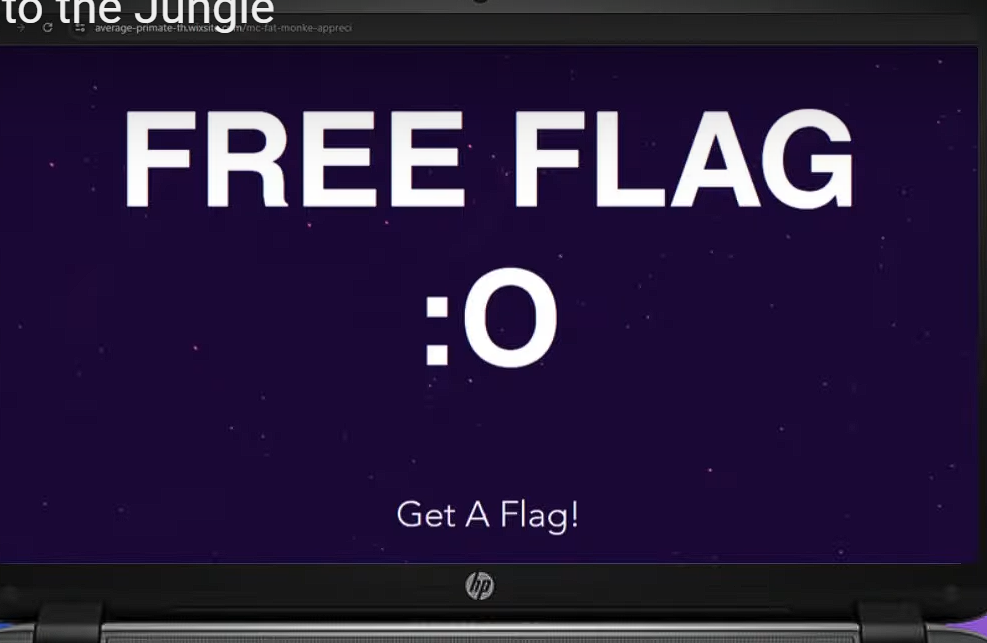 to the Jungle
average-primate-th.wixsite.com/mc-fat-monke-appreci
FREE FLAG
:O
Get A Flag!
hp